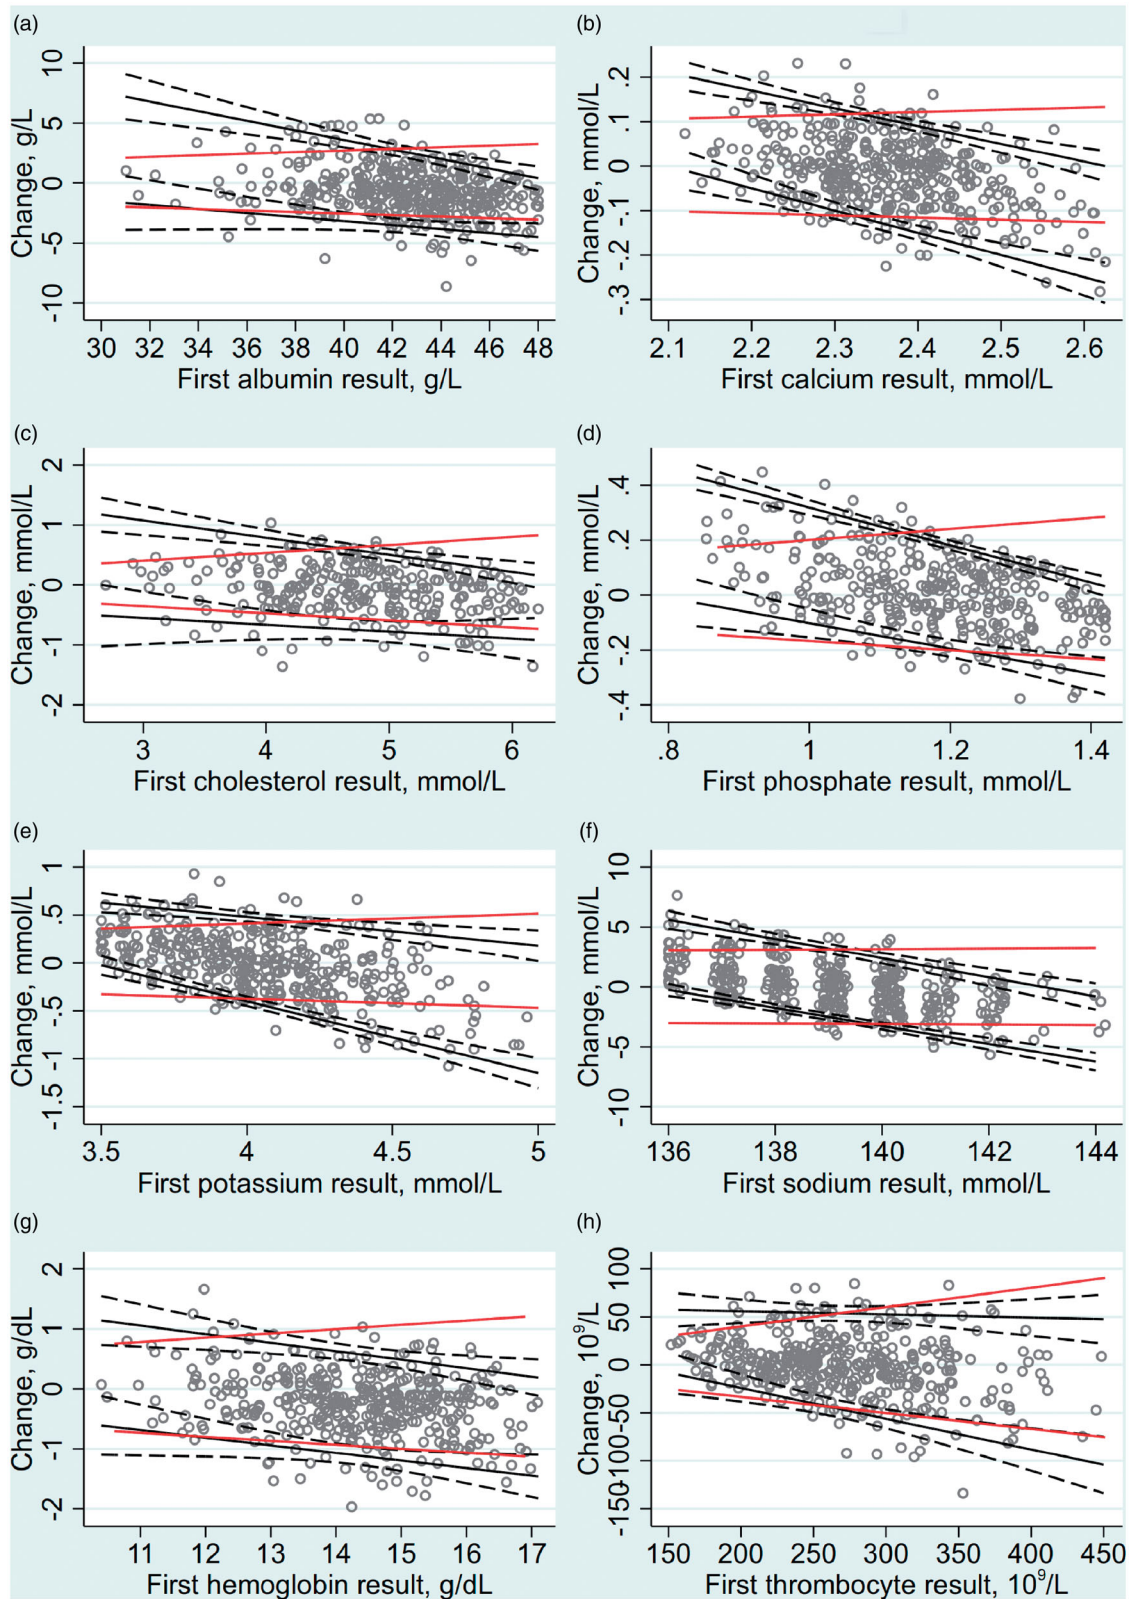 (a)
10
5
0
-5
-10
Change, g/L
30 32 34 36 38 40 42 44 46 48
First albumin result, g/L
(b)
.2
.1
0
-.1
-.2
-.3
Change, mmol/L
2.1 2.2 2.3 2.4 2.5 2.6
First calcium result, mmol/L
(c)
2
1
0
-1
-2
Change, mmol/L
3 4 5 6
First cholesterol result, mmol/L
(d)
.4
.2
0
-.2
-.4
Change, mmol/L
.8 1 1.2 1.4
First phosphate result, mmol/L
(e)
1
.5
0
-.5
-1
-1.5
Change, mmol/L
3.5 4 4.5 5
First potassium result, mmol/L
(f)
10
5
0
-5
-10
Change, mmol/L
136 138 140 142 144
First sodium result, mmol/L
(g)
2
1
0
-1
-2
Change, g/dL
11 12 13 14 15 16 17
First hemoglobin result, g/dL
(h)
100
50
0
-50
-100
-150
Change, 10⁹/L
150 200 250 300 350 400 450
First thrombocyte result, 10⁹/L